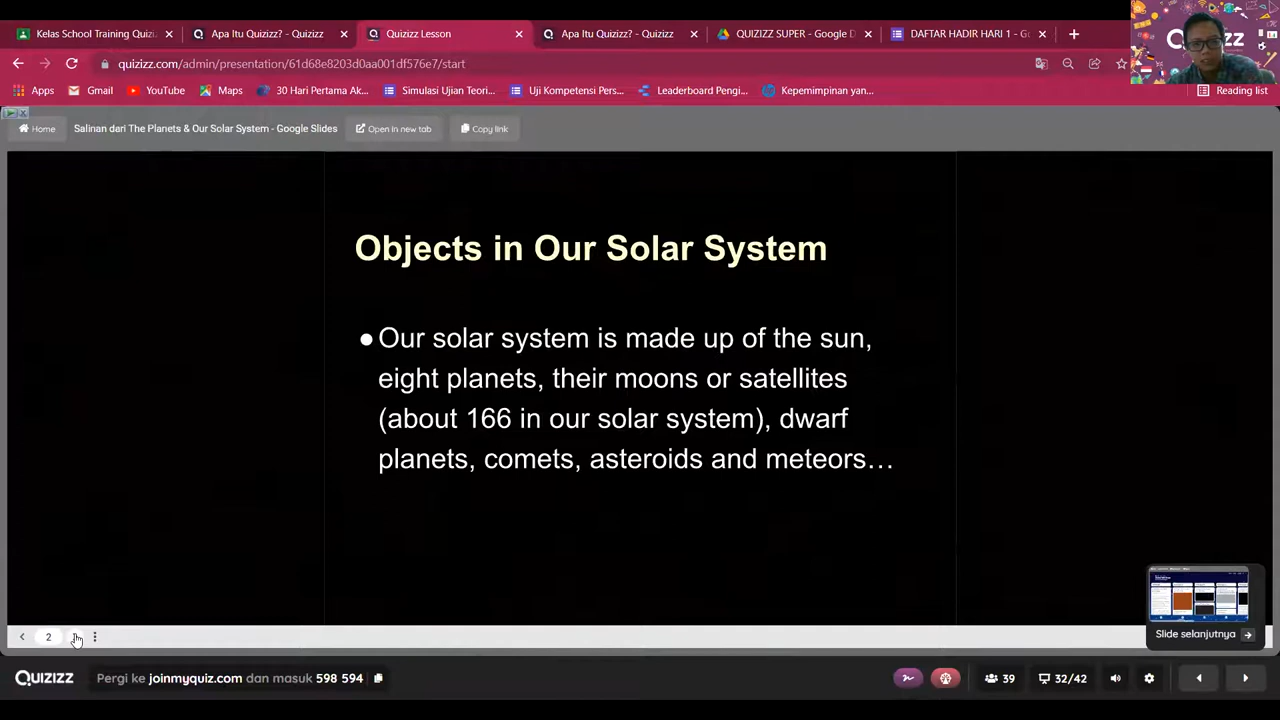 Kelas School Training Quiziz
Apa Itu Quizizz? - Quizizz
Quizizz Lesson
Apa Itu Quizizz? - Quizizz
QUIZIZZ SUPER - Google D
DAFTAR HADIR HARI 1 - Go
quizizz.com/admin/presentation/61d68e8203d0aa001df576e7/start
Apps
Gmail
YouTube
Maps
30 Hari Pertama Ak...
Simulasi Ujian Teori...
Uji Kompetensi Pers...
Leaderboard Pengi...
Kepemimpinan yan...
Reading list
Home
Salinan dari The Planets & Our Solar System - Google Slides
Open in new tab
Copy link
Objects in Our Solar System
●Our solar system is made up of the sun,
eight planets, their moons or satellites
(about 166 in our solar system), dwarf
planets, comets, asteroids and meteors…
Slide selanjutnya
2
QUIZIZZ
Pergi ke joinmyquiz.com dan masuk 598 594
39
32/42